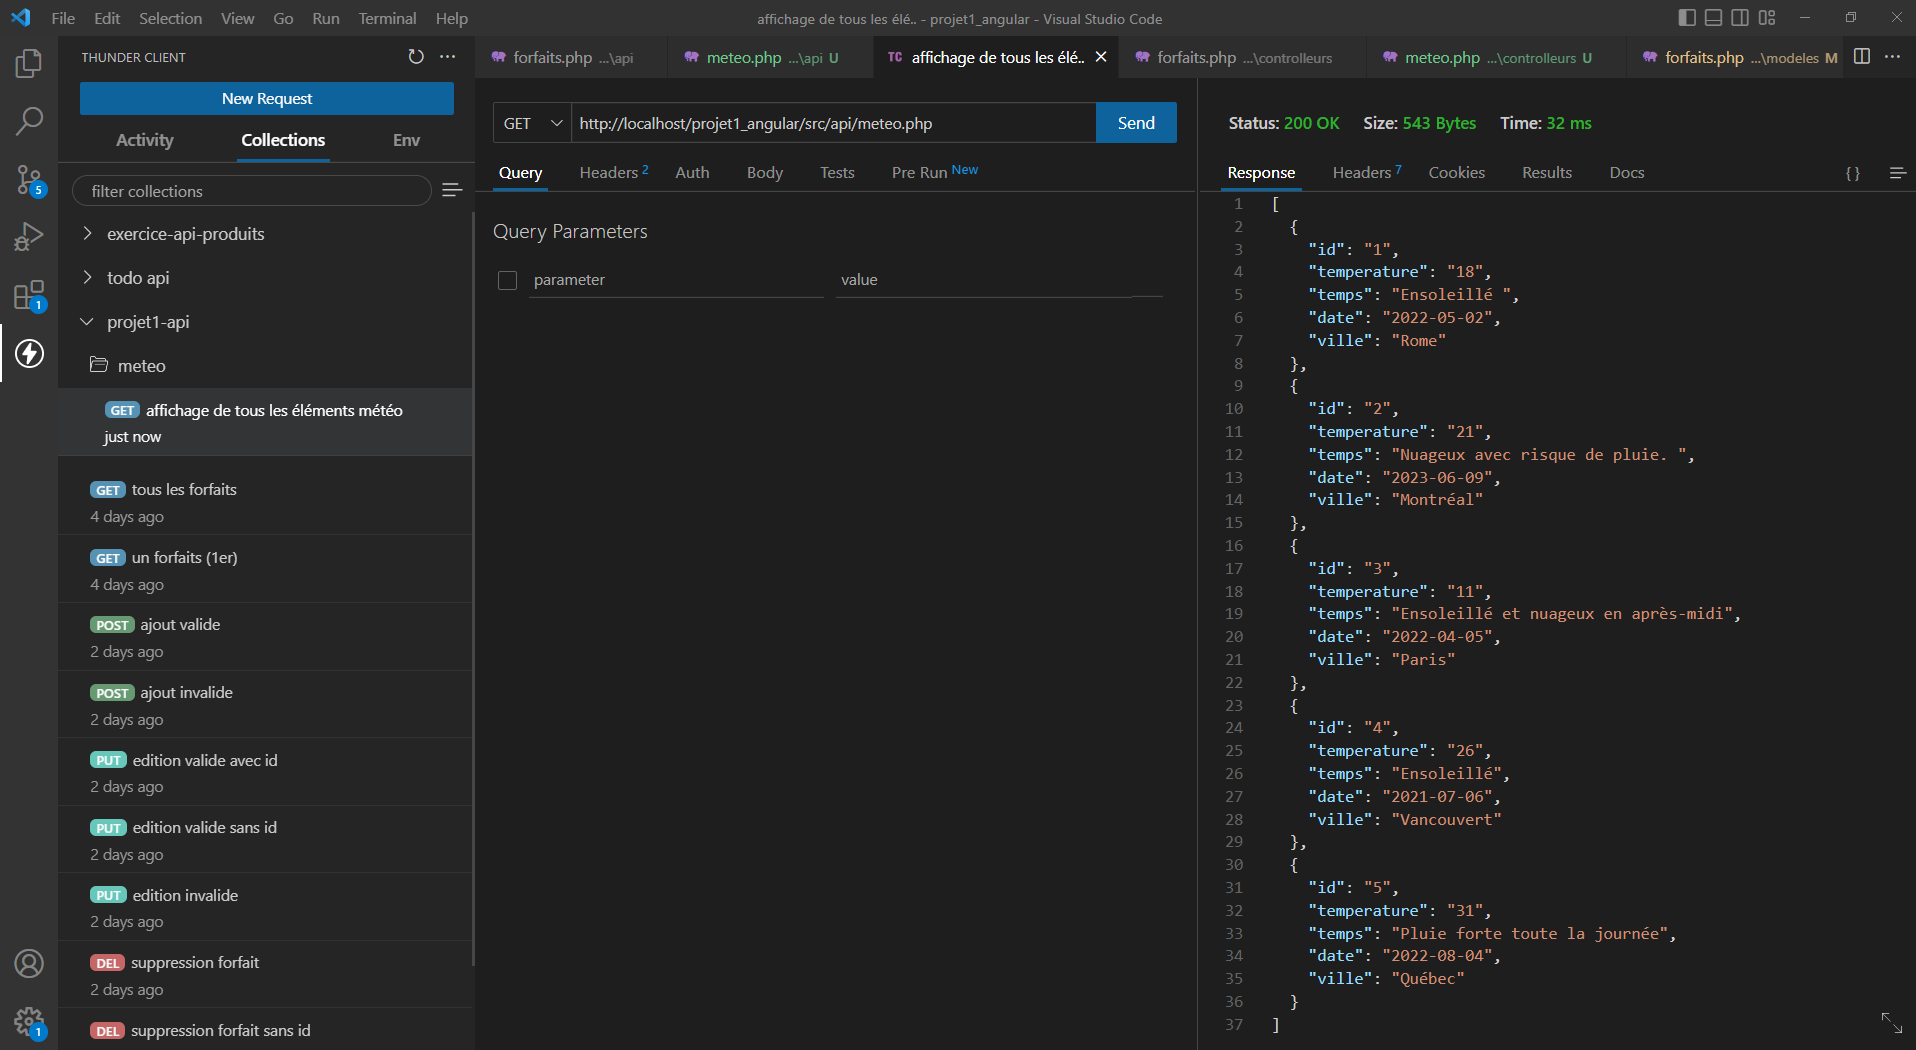 File Edit Selection View Go Run Terminal Help
affichage de tous les élé.. - projet1_angular - Visual Studio Code
THUNDER CLIENT
New Request
Activity Collections Env
filter collections
exercice-api-produits
todo api
projet1-api
meteo
GET affichage de tous les éléments météo
just now
GET tous les forfaits
4 days ago
GET un forfaits (1er)
4 days ago
POST ajout valide
2 days ago
POST ajout invalide
2 days ago
PUT edition valide avec id
2 days ago
PUT edition valide sans id
2 days ago
PUT edition invalide
2 days ago
DEL suppression forfait
2 days ago
DEL suppression forfait sans id
5
1
1
forfaits.php ...\api
meteo.php ...\api U
TC affichage de tous les élé..
forfaits.php ...\controlleurs
meteo.php ...\controlleurs U
forfaits.php ...\modeles M
GET http://localhost/projet1_angular/src/api/meteo.php Send
Query Headers 2 Auth Body Tests Pre Run New
Query Parameters
parameter value
Status: 200 OK Size: 543 Bytes Time: 32 ms
Response Headers 7 Cookies Results Docs { }
1 [
2 {
3 "id": "1",
4 "temperature": "18",
5 "temps": "Ensoleillé ",
6 "date": "2022-05-02",
7 "ville": "Rome"
8 },
9 {
10 "id": "2",
11 "temperature": "21",
12 "temps": "Nuageux avec risque de pluie. ",
13 "date": "2023-06-09",
14 "ville": "Montréal"
15 },
16 {
17 "id": "3",
18 "temperature": "11",
19 "temps": "Ensoleillé et nuageux en après-midi",
20 "date": "2022-04-05",
21 "ville": "Paris"
22 },
23 {
24 "id": "4",
25 "temperature": "26",
26 "temps": "Ensoleillé",
27 "date": "2021-07-06",
28 "ville": "Vancouvert"
29 },
30 {
31 "id": "5",
32 "temperature": "31",
33 "temps": "Pluie forte toute la journée",
34 "date": "2022-08-04",
35 "ville": "Québec"
36 }
37 ]